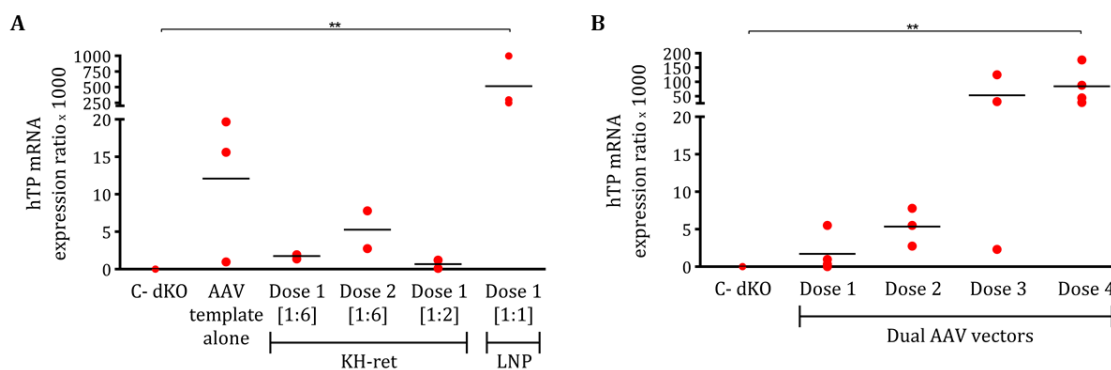 A
**
hTP mRNA
expression ratio x 1000
1000
750
500
250
20
15
10
5
0
C- dKO
AAV
template
alone
Dose 1
[1:6]
Dose 2
[1:6]
Dose 1
[1:2]
Dose 1
[1:1]
KH-ret
LNP
B
**
hTP mRNA
expression ratio x 1000
200
150
100
50
20
15
10
5
0
C- dKO
Dose 1
Dose 2
Dose 3
Dose 4
Dual AAV vectors